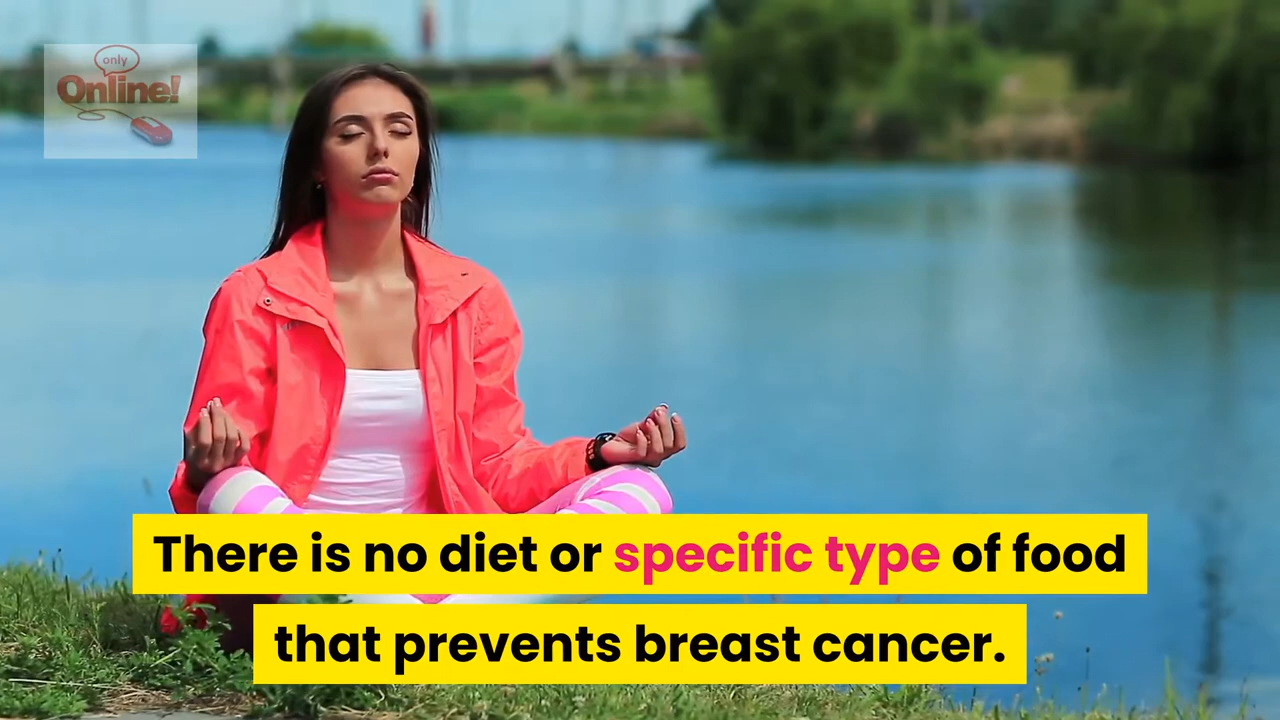 only
Online!
There is no diet or specific type of food
that prevents breast cancer.